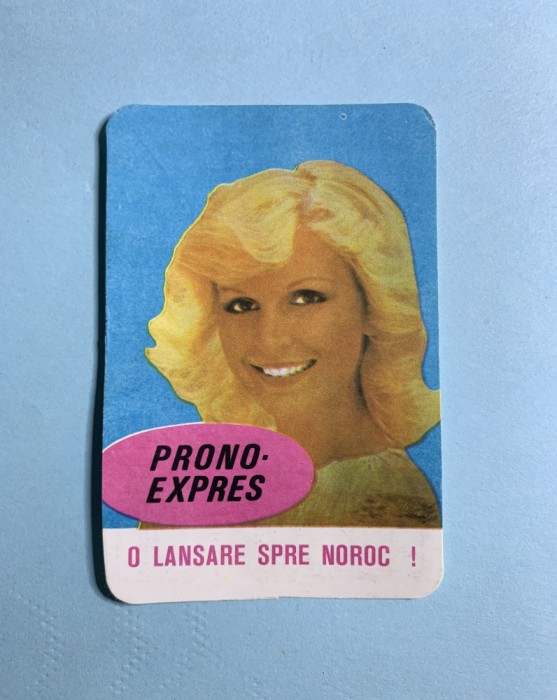 PRONO-
EXPRES
O LANSARE SPRE NOROC !